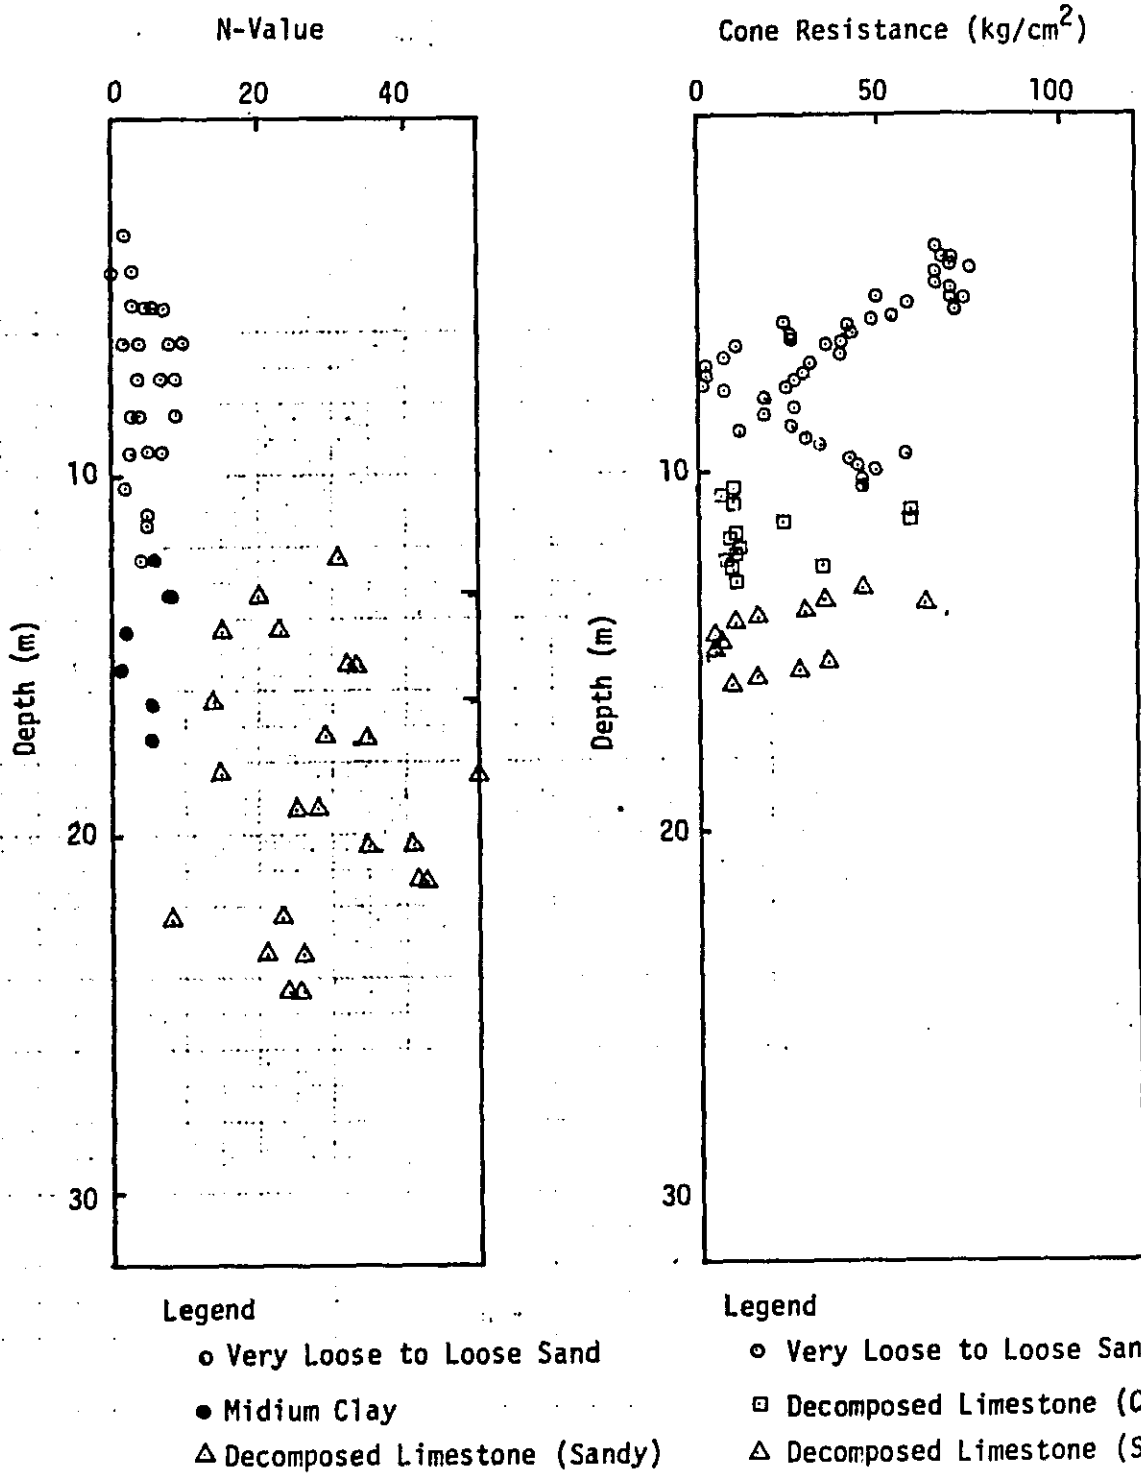 N-Value
0 20 40
10
20
30
Depth (m)
Legend
Very Loose to Loose Sand
Midium Clay
Decomposed Limestone (Sandy)
Cone Resistance (kg/cm²)
0 50 100
10
20
30
Depth (m)
Legend
Very Loose to Loose San
Decomposed Limestone (C
Decomposed Limestone (S